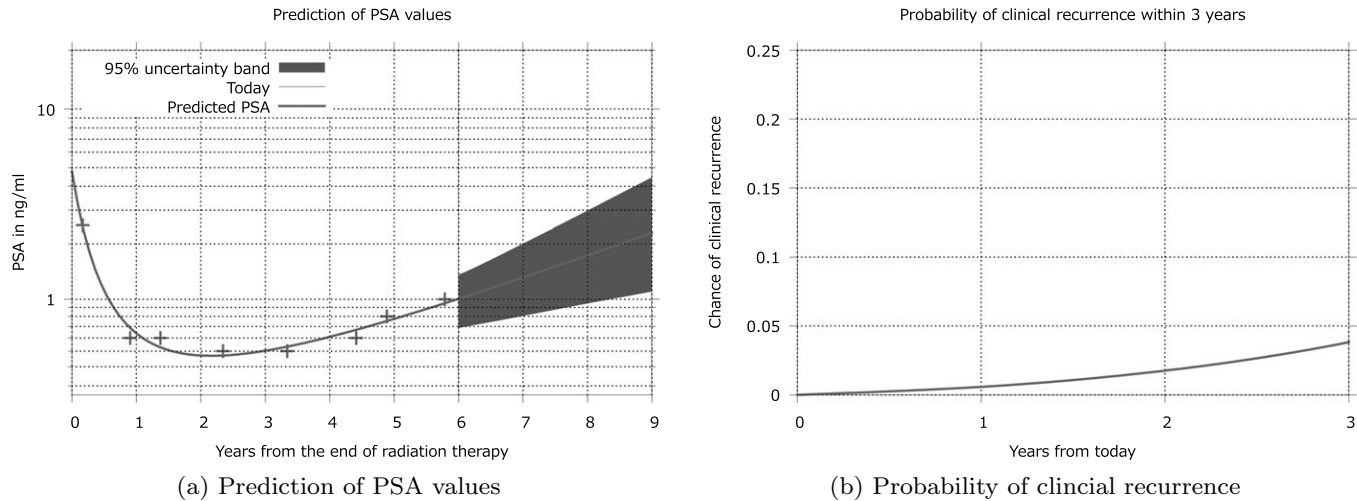 Prediction of PSA values
95% uncertainty band
Today
Predicted PSA
10
1
PSA in ng/ml
0 1 2 3 4 5 6 7 8 9
Years from the end of radiation therapy
(a) Prediction of PSA values
Probability of clinical recurrence within 3 years
0.25
0.2
0.15
0.1
0.05
0
Chance of clinical recurrence
0 1 2 3
Years from today
(b) Probability of clincial recurrence